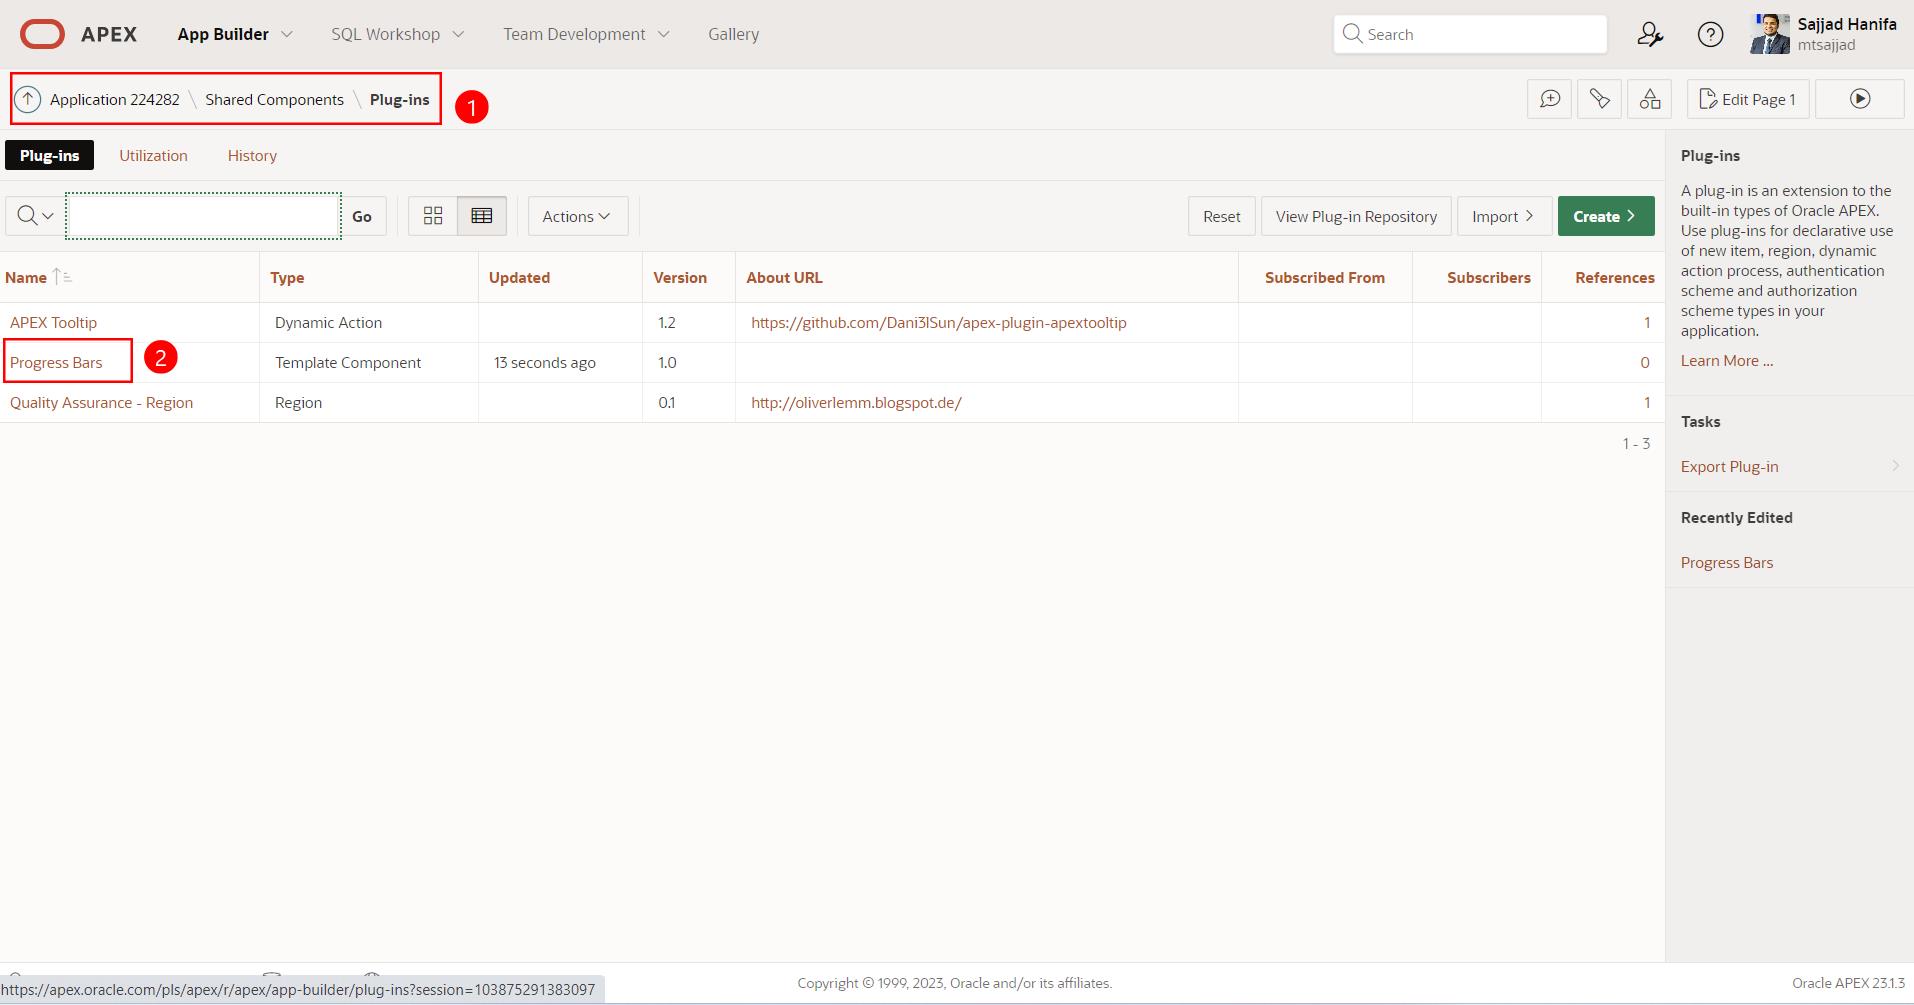 APEX App Builder SQL Workshop Team Development Gallery Search ? Sajjad Hanifa
mtsajjad
Application 224282 \ Shared Components \ Plug-ins 1 Edit Page 1
Plug-ins Utilization History
Go Actions Reset View Plug-in Repository Import > Create >
Name Type Updated Version About URL Subscribed From Subscribers References
APEX Tooltip Dynamic Action 1.2 https://github.com/Dani3lSun/apex-plugin-apextooltip 1
Progress Bars 2 Template Component 13 seconds ago 1.0 0
Quality Assurance - Region Region 0.1 http://oliverlemm.blogspot.de/ 1
1 - 3
Plug-ins
A plug-in is an extension to the
built-in types of Oracle APEX.
Use plug-ins for declarative use
of new item, region, dynamic
action process, authentication
scheme and authorization
scheme types in your
application.
Learn More ...
Tasks
Export Plug-in
Recently Edited
Progress Bars
https://apex.oracle.com/pls/apex/r/apex/app-builder/plug-ins?session=103875291383097
Copyright © 1999, 2023, Oracle and/or its affiliates.
Oracle APEX 23.1.3